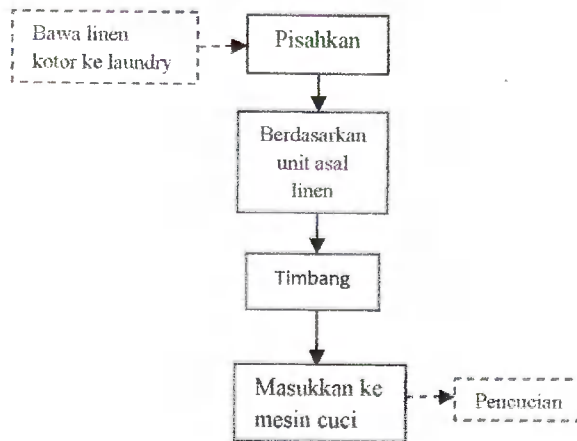 Bawa linen
kotor ke laundry
Pisahkan
Berdasarkan
unit asal
linen
Timbang
Masukkan ke
mesin cuci
Pencucian